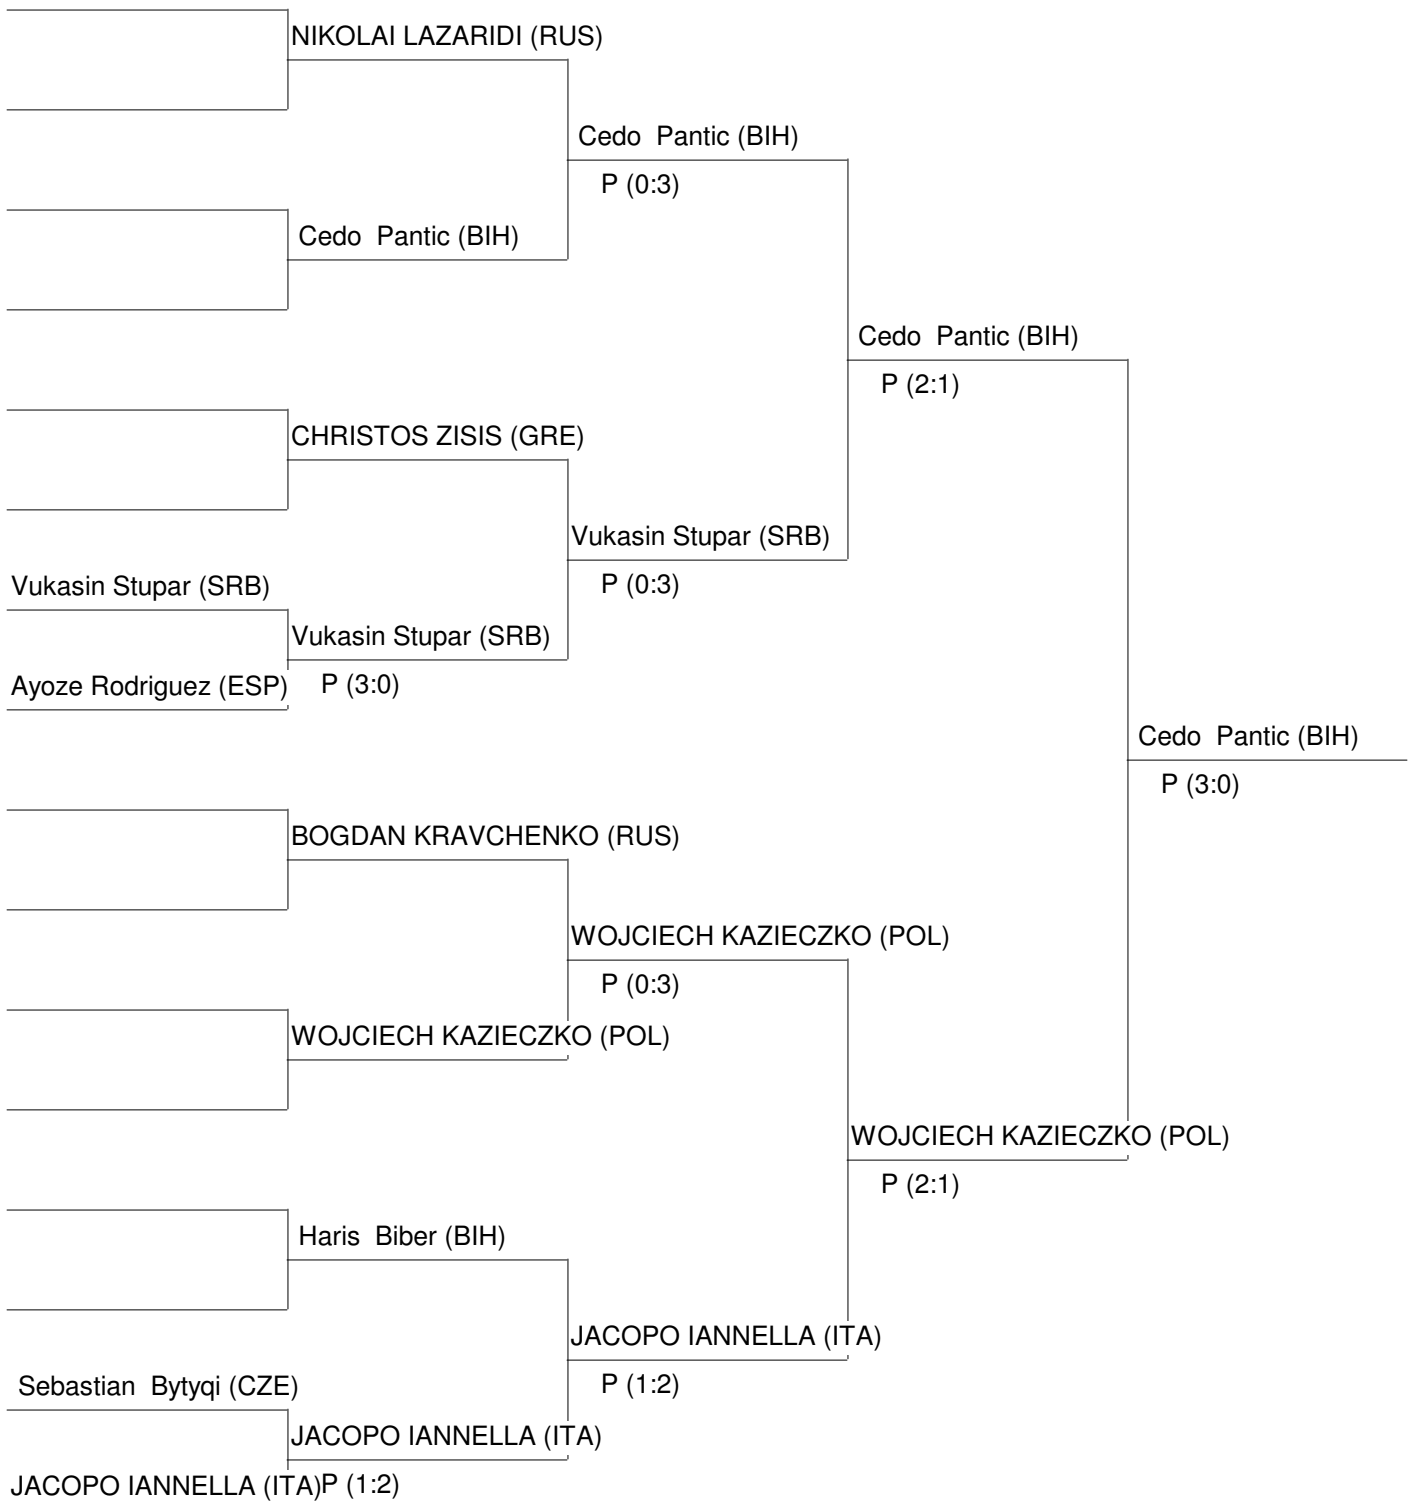 NIKOLAI LAZARIDI (RUS)
Cedo  Pantic (BIH)
P (0:3)
Cedo  Pantic (BIH)
Cedo  Pantic (BIH)
P (2:1)
CHRISTOS ZISIS (GRE)
Vukasin Stupar (SRB)
P (0:3)
Vukasin Stupar (SRB)
Vukasin Stupar (SRB)
Ayoze Rodriguez (ESP)
P (3:0)
Cedo  Pantic (BIH)
P (3:0)
BOGDAN KRAVCHENKO (RUS)
WOJCIECH KAZIECZKO (POL)
P (0:3)
WOJCIECH KAZIECZKO (POL)
WOJCIECH KAZIECZKO (POL)
P (2:1)
Haris  Biber (BIH)
JACOPO IANNELLA (ITA)
P (1:2)
Sebastian  Bytyqi (CZE)
JACOPO IANNELLA (ITA)
JACOPO IANNELLA (ITA)
P (1:2)